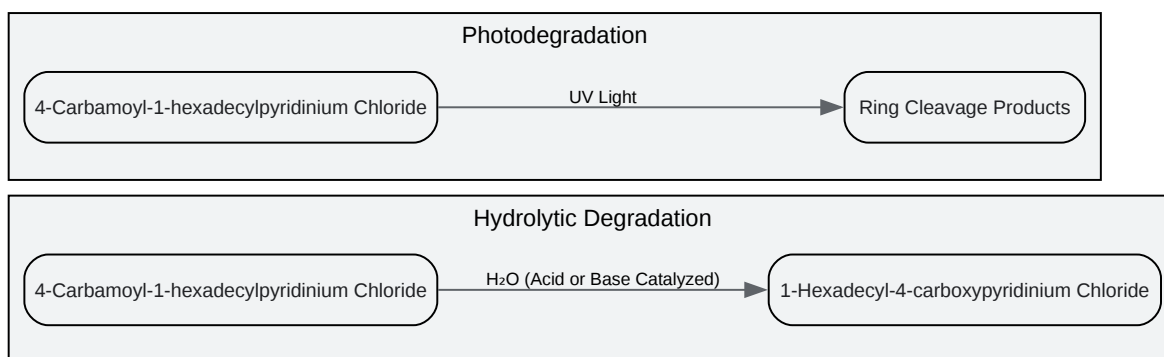 Photodegradation
4-Carbamoyl-1-hexadecylpyridinium Chloride
UV Light
Ring Cleavage Products
Hydrolytic Degradation
4-Carbamoyl-1-hexadecylpyridinium Chloride
H₂O (Acid or Base Catalyzed)
1-Hexadecyl-4-carboxypyridinium Chloride